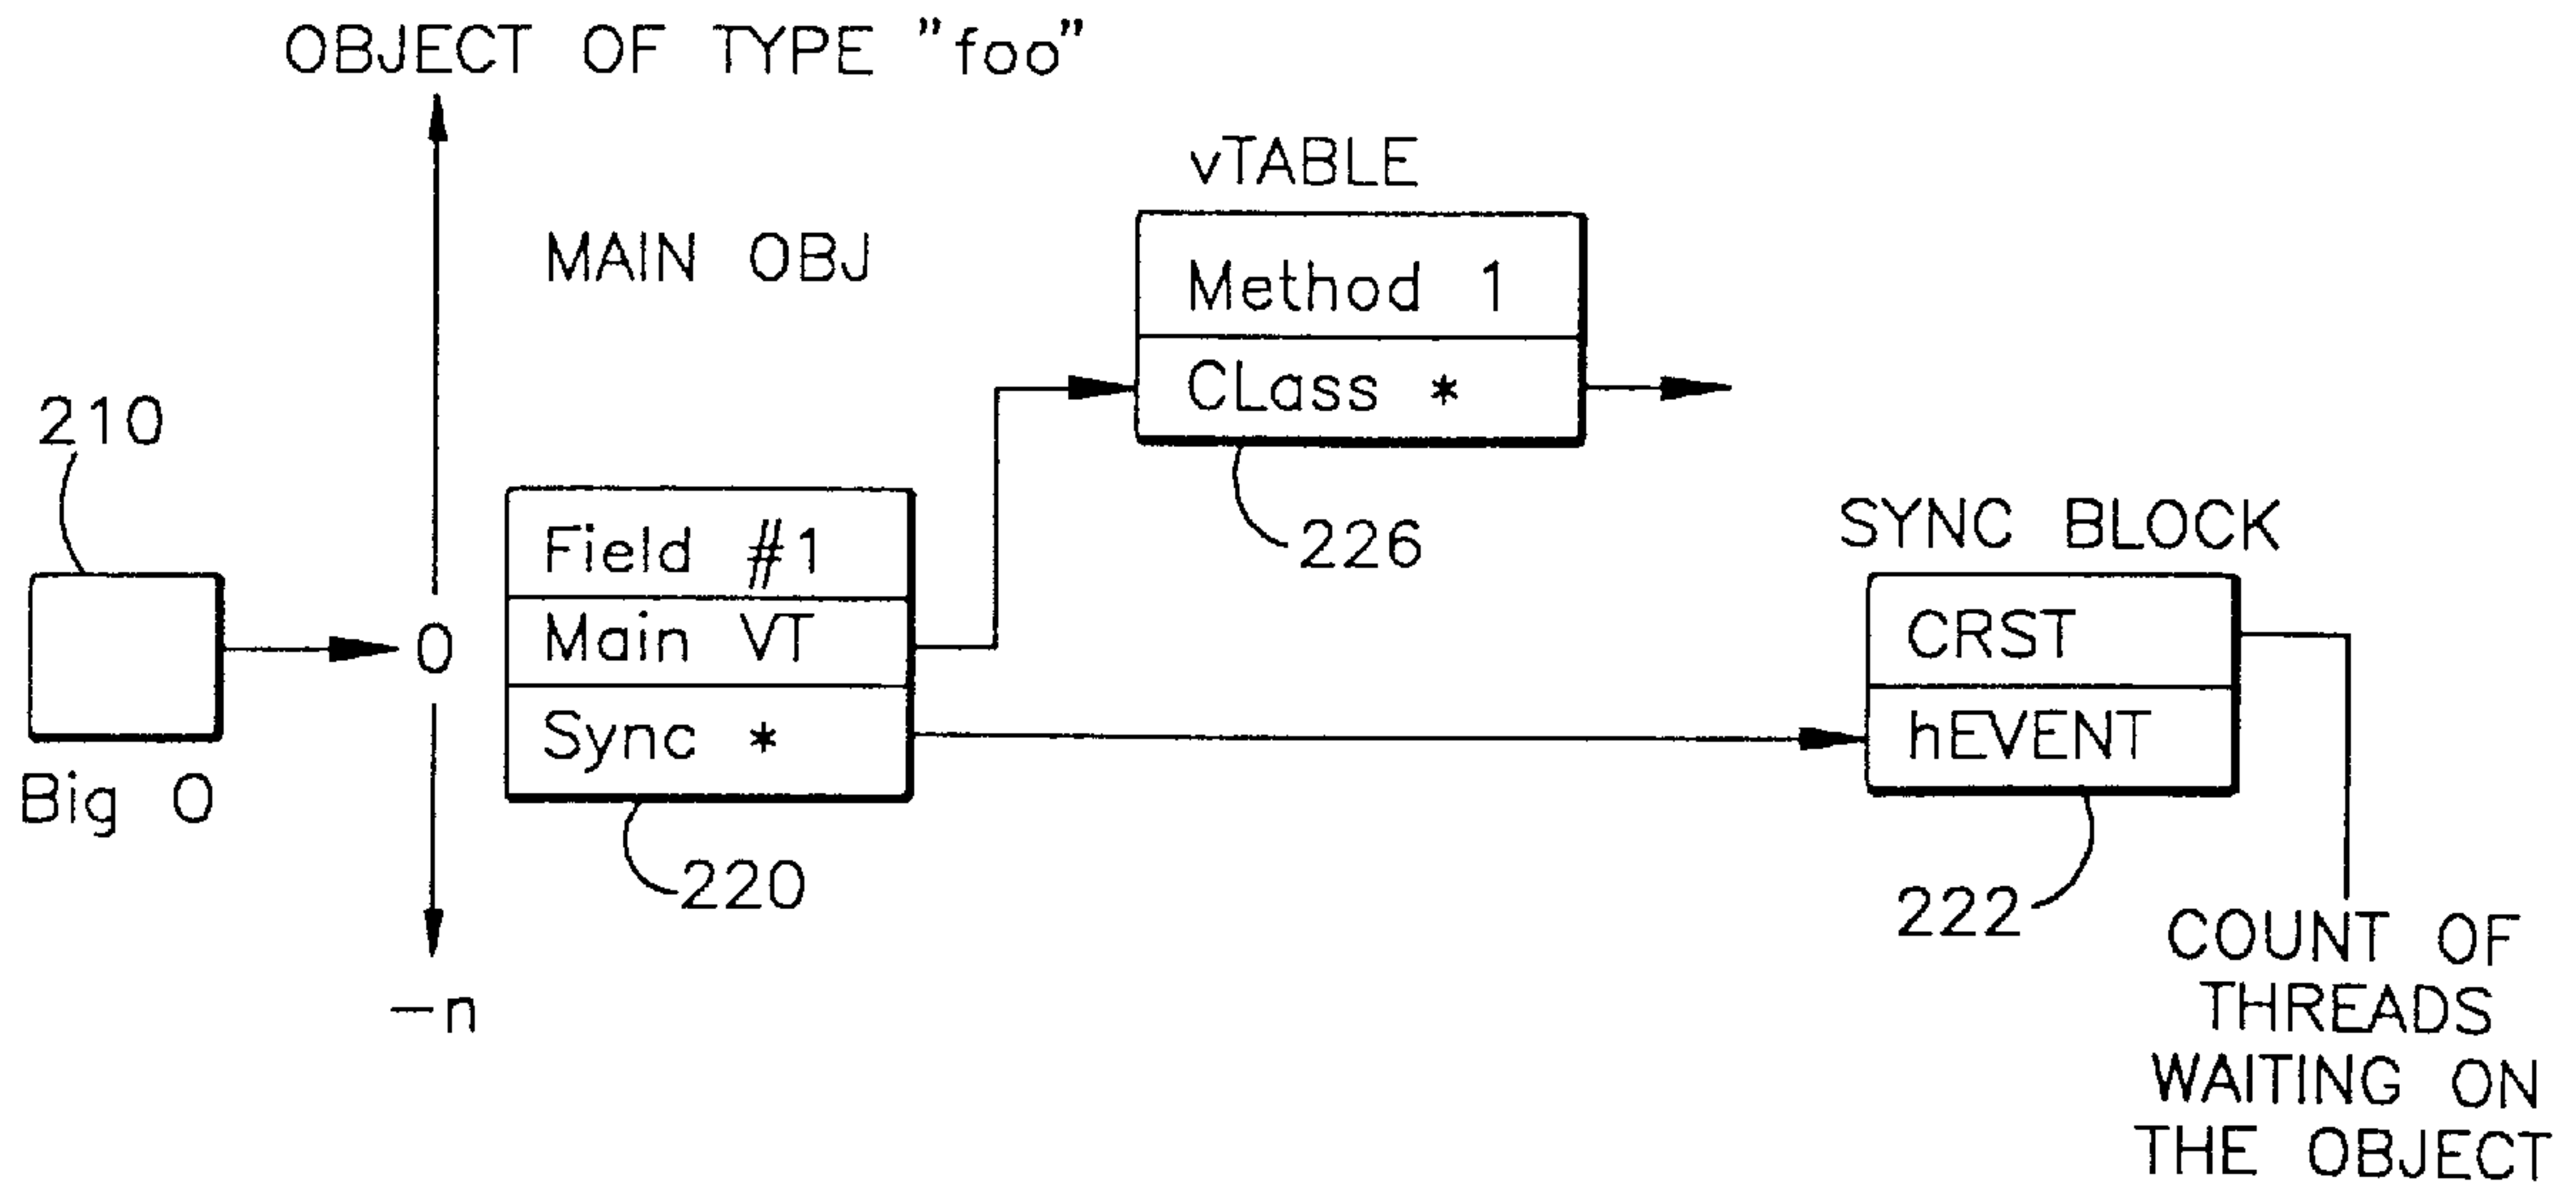 OBJECT OF TYPE "foo"
vTABLE
MAIN OBJ
Method 1
CLass *
210
Field #1
226
SYNC BLOCK
O
Main VT
CRST
Sync *
hEVENT
Big O
220
222
COUNT OF
THREADS
WAITING ON
THE OBJECT
-n